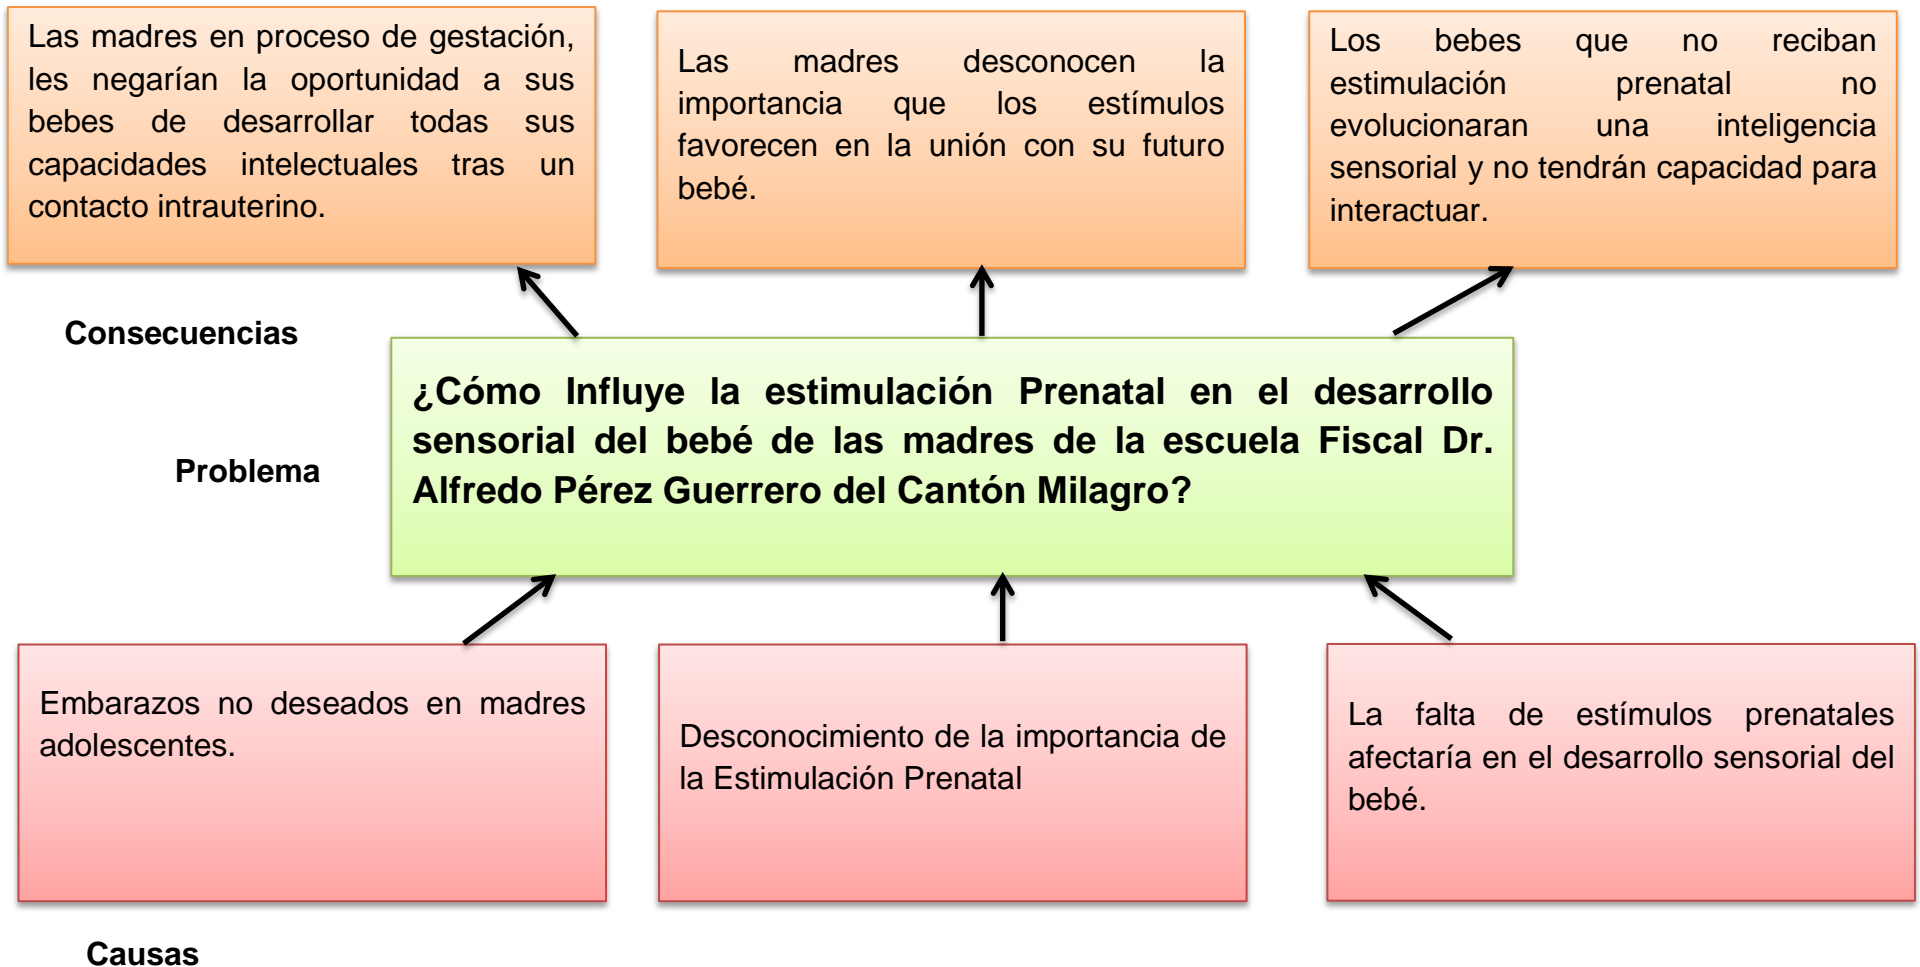 Las madres en proceso de gestación,
les negarían la oportunidad a sus
bebes de desarrollar todas sus
capacidades intelectuales tras un
contacto intrauterino.
Las madres desconocen la
importancia que los estímulos
favorecen en la unión con su futuro
bebé.
Los bebes que no reciban
estimulación prenatal no
evolucionaran una inteligencia
sensorial y no tendrán capacidad para
interactuar.
Consecuencias
¿Cómo Influye la estimulación Prenatal en el desarrollo
sensorial del bebé de las madres de la escuela Fiscal Dr.
Alfredo Pérez Guerrero del Cantón Milagro?
Problema
Embarazos no deseados en madres
adolescentes.
Desconocimiento de la importancia de
la Estimulación Prenatal
La falta de estímulos prenatales
afectaría en el desarrollo sensorial del
bebé.
Causas